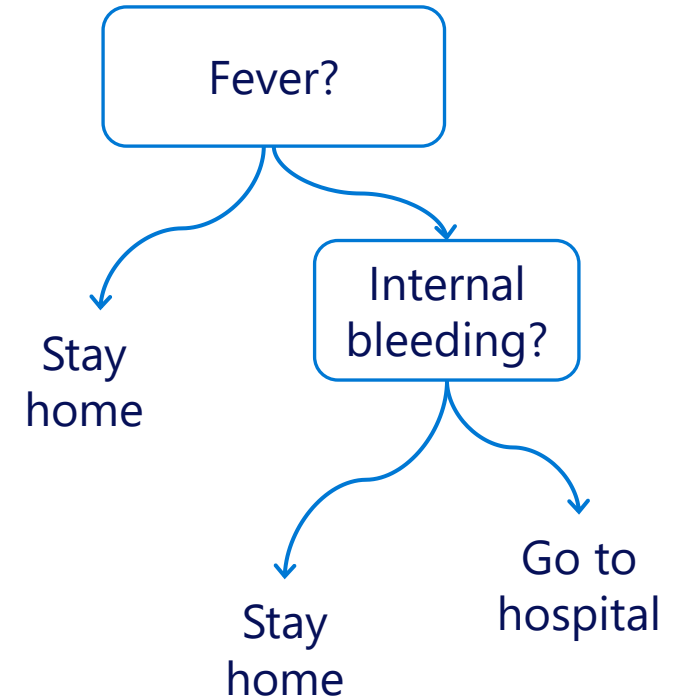 Fever?
Internal
bleeding?
Stay
home
Go to
hospital
Stay
home